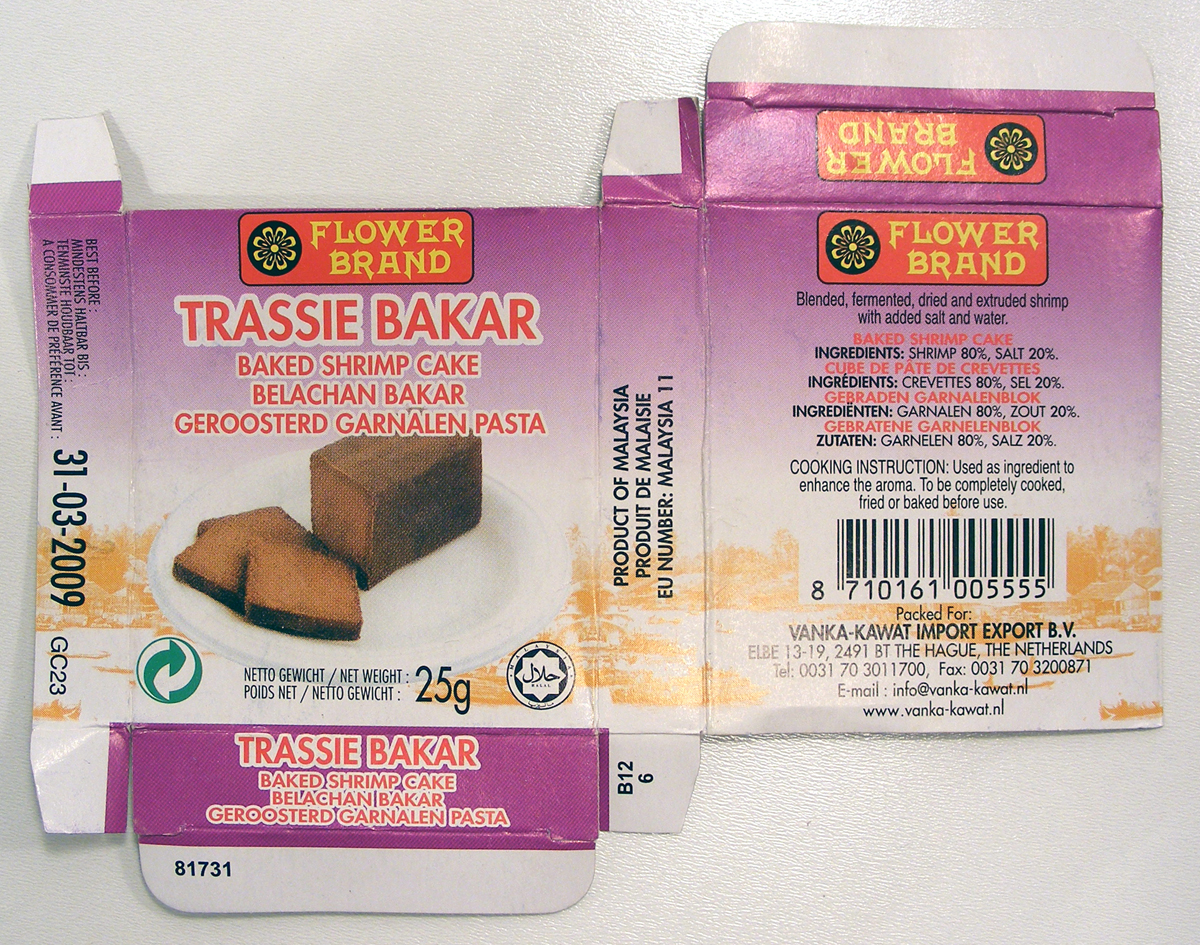 BEST BEFORE :
MINDESTENS HALTBAR BIS :
TENMINSTE HOUDBAAR TOT :
A CONSOMMER DE PREFERENCE AVANT :
31-03-2009
GC23
FLOWER
BRAND
TRASSIE BAKAR
BAKED SHRIMP CAKE
BELACHAN BAKAR
GEROOSTERD GARNALEN PASTA
NETTO GEWICHT / NET WEIGHT :
POIDS NET / NETTO GEWICHT :
25g
MALAYSIA
حلال
HALAL
TRASSIE BAKAR
BAKED SHRIMP CAKE
BELACHAN BAKAR
GEROOSTERD GARNALEN PASTA
81731
PRODUCT OF MALAYSIA
PRODUIT DE MALAISIE
EU NUMBER: MALAYSIA 11
B12
6
FLOWER
BRAND
FLOWER
BRAND
Blended, fermented, dried and extruded shrimp
with added salt and water.
BAKED SHRIMP CAKE
INGREDIENTS: SHRIMP 80%, SALT 20%.
CUBE DE PÂTE DE CREVETTES
INGRÉDIENTS: CREVETTES 80%, SEL 20%.
GEBRADEN GARNALENBLOK
INGREDIËNTEN: GARNALEN 80%, ZOUT 20%.
GEBRATENE GARNELENBLOK
ZUTATEN: GARNELEN 80%, SALZ 20%.
COOKING INSTRUCTION: Used as ingredient to
enhance the aroma. To be completely cooked,
fried or baked before use.
8 710161 005555
Packed For:
VANKA-KAWAT IMPORT EXPORT B.V.
ELBE 13-19, 2491 BT THE HAGUE, THE NETHERLANDS
Tel: 0031 70 3011700, Fax: 0031 70 3200871
E-mail : info@vanka-kawat.nl
www.vanka-kawat.nl